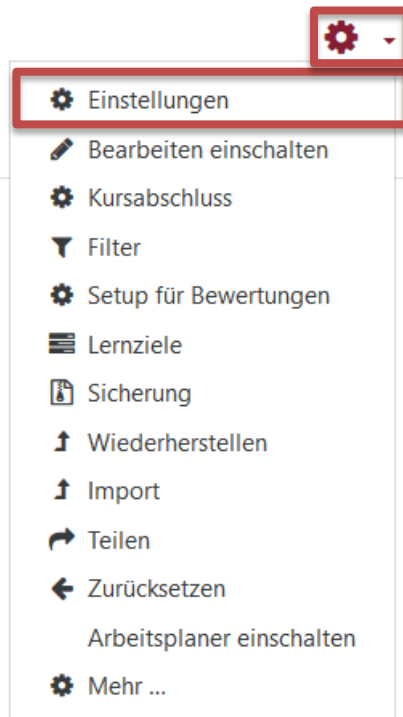 Einstellungen
Bearbeiten einschalten
Kursabschluss
Filter
Setup für Bewertungen
Lernziele
Sicherung
Wiederherstellen
Import
Teilen
Zurücksetzen
Arbeitsplaner einschalten
Mehr ...